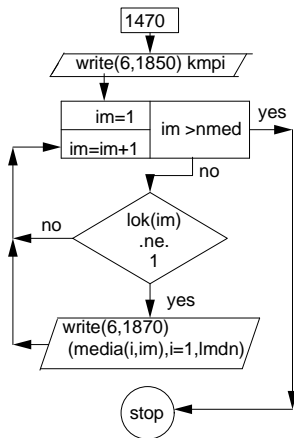 1470
write(6,1850) kmpi
im=1
im=im+1
im >nmed
yes
no
lok(im)
.ne.
1
no
yes
write(6,1870)
(media(i,im),i=1,lmdn)
stop